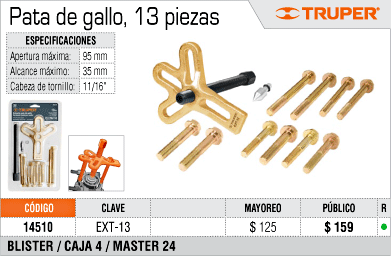 Pata de gallo, 13 piezas
TRUPER
ESPECIFICACIONES
Apertura máxima: 95 mm
Alcance máximo: 35 mm
Cabeza de tornillo: 11/16"
TRUPER
CÓDIGO CLAVE MAYOREO PÚBLICO R
14510 EXT-13 $ 125 $ 159
BLISTER / CAJA 4 / MASTER 24